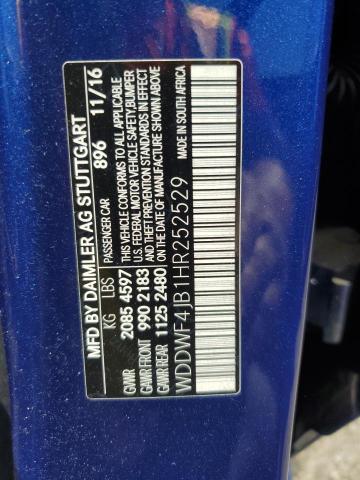 MFD BY DAIMLER AG STUTTGART
PASSENGER CAR 896 11/16
KG LBS
GVWR 2085 4597
GAWR FRONT 990 2183
GAWR REAR 1125 2480
THIS VEHICLE CONFORMS TO ALL APPLICABLE
U.S. FEDERAL MOTOR VEHICLE SAFETY, BUMPER
AND THEFT PREVENTION STANDARDS IN EFFECT
ON THE DATE OF MANUFACTURE SHOWN ABOVE
MADE IN SOUTH AFRICA
WDDWF4JB1HR252529